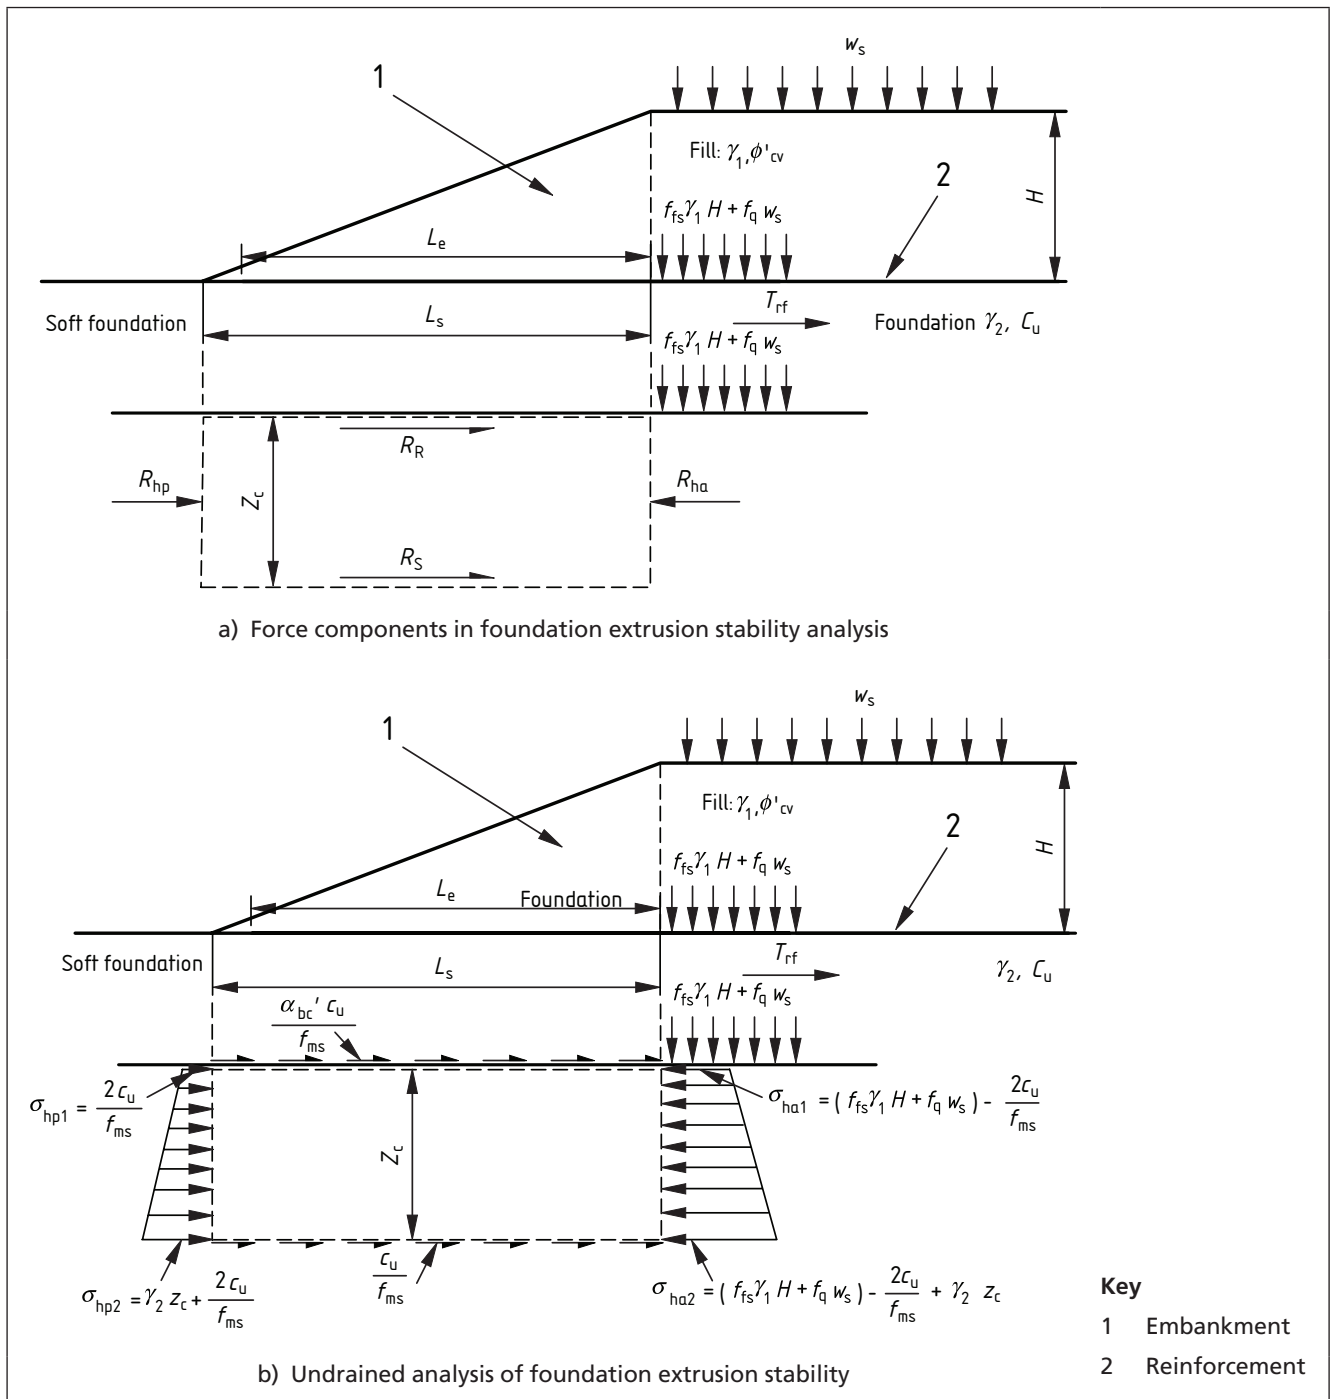 w_s
1
Fill: γ_1, ϕ'_cv
2
H
f_fs γ_1 H + f_q w_s
L_e
T_rf
Soft foundation
L_s
Foundation γ_2, C_u
f_fs γ_1 H + f_q w_s
R_R
R_hp
Z_c
R_ha
R_S
a) Force components in foundation extrusion stability analysis
w_s
1
Fill: γ_1, ϕ'_cv
2
H
f_fs γ_1 H + f_q w_s
L_e
Foundation
Soft foundation
L_s
T_rf
γ_2, C_u
f_fs γ_1 H + f_q w_s
α_bc' c_u / f_ms
σ_hp1 = 2c_u / f_ms
σ_ha1 = (f_fs γ_1 H + f_q w_s) - 2c_u / f_ms
Z_c
σ_hp2 = γ_2 z_c + 2c_u / f_ms
c_u / f_ms
σ_ha2 = (f_fs γ_1 H + f_q w_s) - 2c_u / f_ms + γ_2 z_c
Key
1 Embankment
2 Reinforcement
b) Undrained analysis of foundation extrusion stability